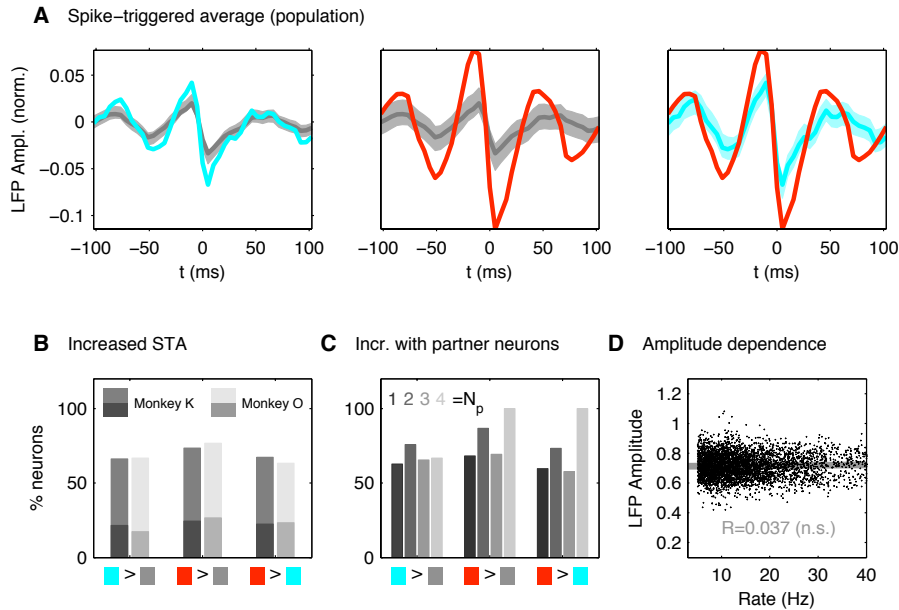 A Spike−triggered average (population)
LFP Ampl. (norm.)
0.05
0
−0.05
−0.1
−100 −50 0 50 100
t (ms)
−100 −50 0 50 100
t (ms)
−100 −50 0 50 100
t (ms)
B Increased STA
% neurons
100
50
0
Monkey K
Monkey O
> > >
C Incr. with partner neurons
100
50
0
1 2 3 4 =Np
> > >
D Amplitude dependence
LFP Amplitude
1.2
1
0.8
0.6
0.4
0.2
R=0.037 (n.s.)
10 20 30 40
Rate (Hz)